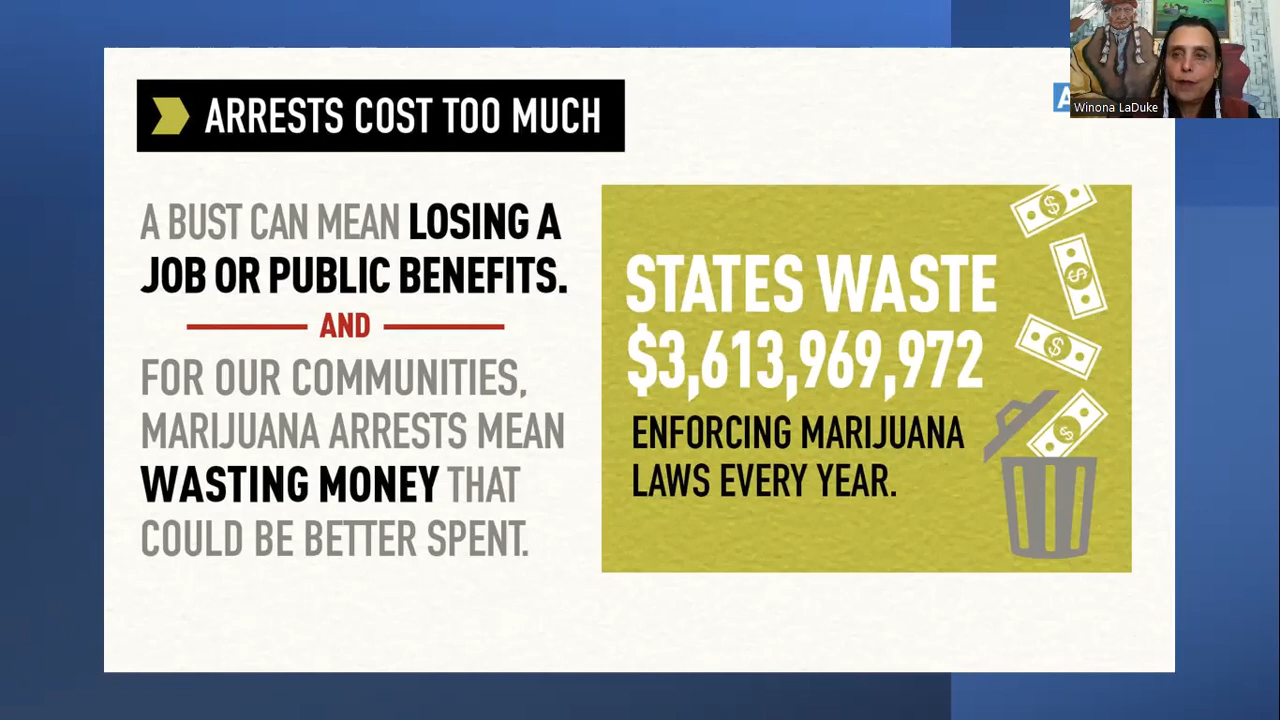 ARRESTS COST TOO MUCH
A
Winona LaDuke
A BUST CAN MEAN LOSING A
JOB OR PUBLIC BENEFITS.
AND
FOR OUR COMMUNITIES,
MARIJUANA ARRESTS MEAN
WASTING MONEY THAT
COULD BE BETTER SPENT.
STATES WASTE
$3,613,969,972
ENFORCING MARIJUANA
LAWS EVERY YEAR.
$
$
$
$